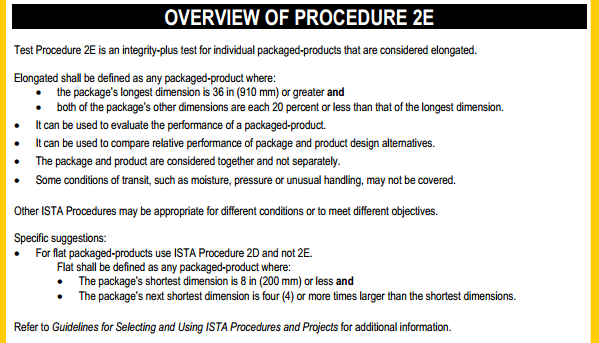 OVERVIEW OF PROCEDURE 2E
Test Procedure 2E is an integrity-plus test for individual packaged-products that are considered elongated.
Elongated shall be defined as any packaged-product where:
• the package's longest dimension is 36 in (910 mm) or greater and
• both of the package's other dimensions are each 20 percent or less than that of the longest dimension.
• It can be used to evaluate the performance of a packaged-product.
• It can be used to compare relative performance of package and product design alternatives.
• The package and product are considered together and not separately.
• Some conditions of transit, such as moisture, pressure or unusual handling, may not be covered.
Other ISTA Procedures may be appropriate for different conditions or to meet different objectives.
Specific suggestions:
• For flat packaged-products use ISTA Procedure 2D and not 2E.
Flat shall be defined as any packaged-product where:
• The package's shortest dimension is 8 in (200 mm) or less and
• The package's next shortest dimension is four (4) or more times larger than the shortest dimensions.
Refer to Guidelines for Selecting and Using ISTA Procedures and Projects for additional information.